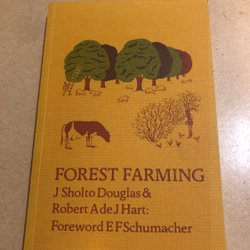 FOREST FARMING
J Sholto Douglas &
Robert A de J Hart:
Foreword E F Schumacher